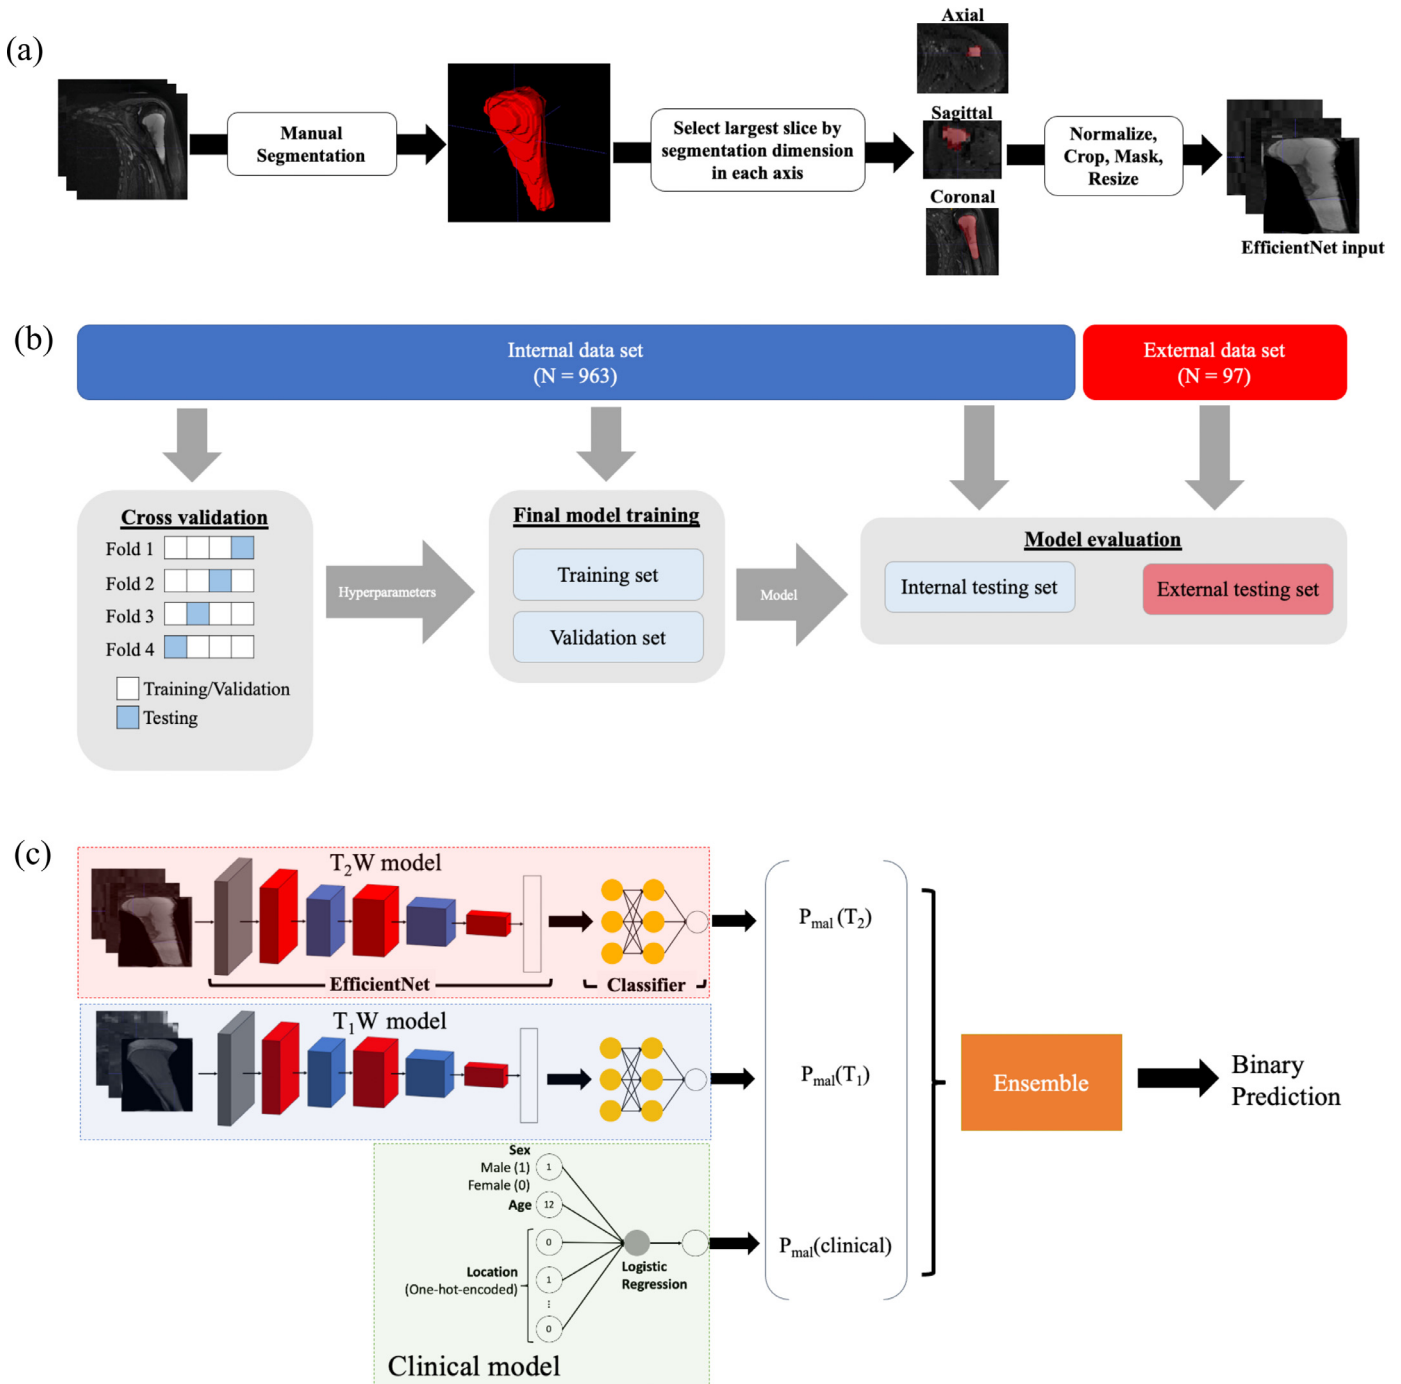 (a)
Manual
Segmentation
Select largest slice by
segmentation dimension
in each axis
Axial
Sagittal
Coronal
Normalize,
Crop, Mask,
Resize
EfficientNet input
(b)
Internal data set
(N = 963)
External data set
(N = 97)
Cross validation
Fold 1
Fold 2
Fold 3
Fold 4
Training/Validation
Testing
Hyperparameters
Final model training
Training set
Validation set
Model
Model evaluation
Internal testing set
External testing set
(c)
T₂W model
EfficientNet
Classifier
T₁W model
Sex
Male (1)
Female (0)
Age
Location
(One-hot-encoded)
1
12
0
1
⋮
0
Logistic
Regression
Clinical model
Pmal (T₂)
Pmal(T₁)
Pmal(clinical)
Ensemble
Binary
Prediction